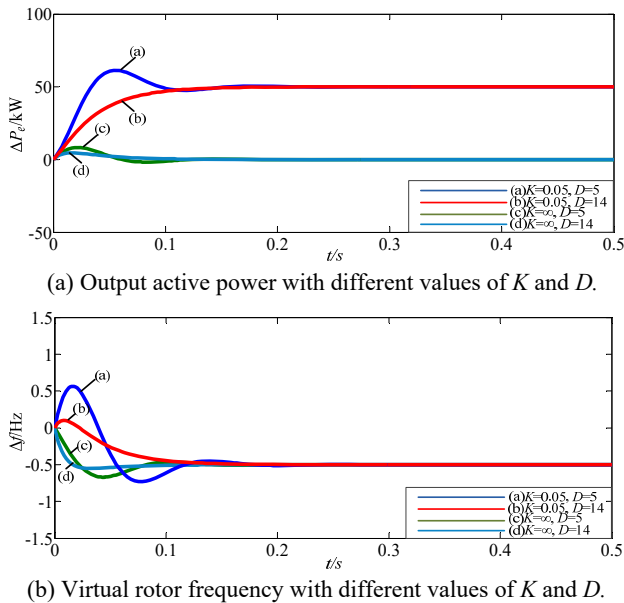 100
50
0
-50
ΔPe/kW
(a)
(b)
(c)
(d)
(a)K=0.05, D=5
(b)K=0.05, D=14
(c)K=∞, D=5
(d)K=∞, D=14
0 0.1 0.2 0.3 0.4 0.5
t/s
(a) Output active power with different values of K and D.
1.5
1
0.5
0
-0.5
-1
-1.5
Δf/Hz
(a)
(b)
(c)
(d)
(a)K=0.05, D=5
(b)K=0.05, D=14
(c)K=∞, D=5
(d)K=∞, D=14
0 0.1 0.2 0.3 0.4 0.5
t/s
(b) Virtual rotor frequency with different values of K and D.